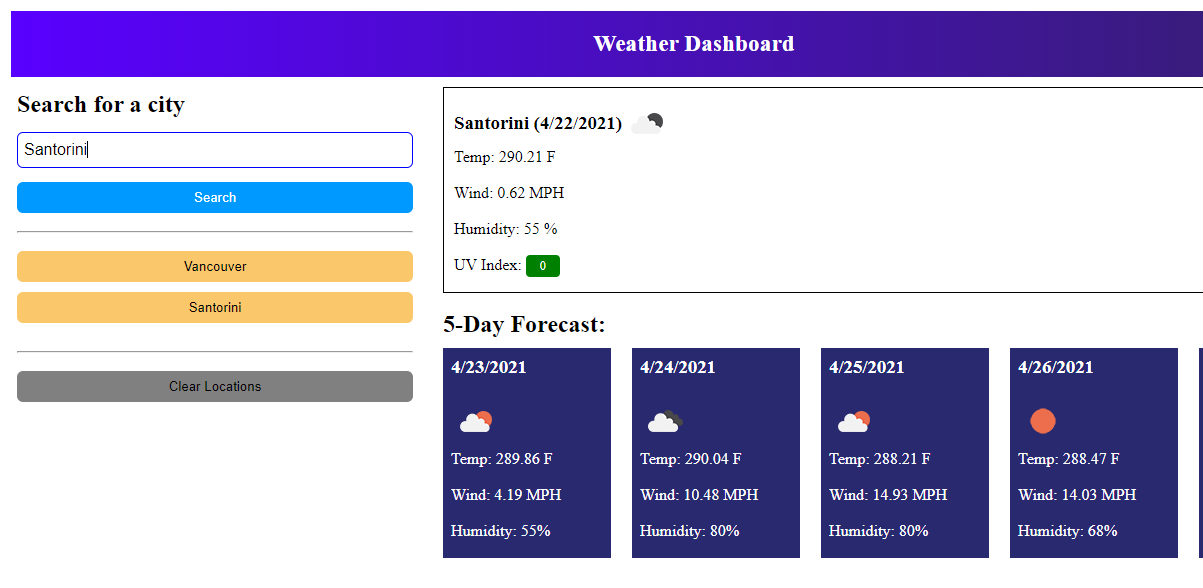 Weather Dashboard
Search for a city
Santorini
Search
Vancouver
Santorini
Clear Locations
Santorini (4/22/2021)
Temp: 290.21 F
Wind: 0.62 MPH
Humidity: 55 %
UV Index: 0
5-Day Forecast:
4/23/2021
Temp: 289.86 F
Wind: 4.19 MPH
Humidity: 55%
4/24/2021
Temp: 290.04 F
Wind: 10.48 MPH
Humidity: 80%
4/25/2021
Temp: 288.21 F
Wind: 14.93 MPH
Humidity: 80%
4/26/2021
Temp: 288.47 F
Wind: 14.03 MPH
Humidity: 68%